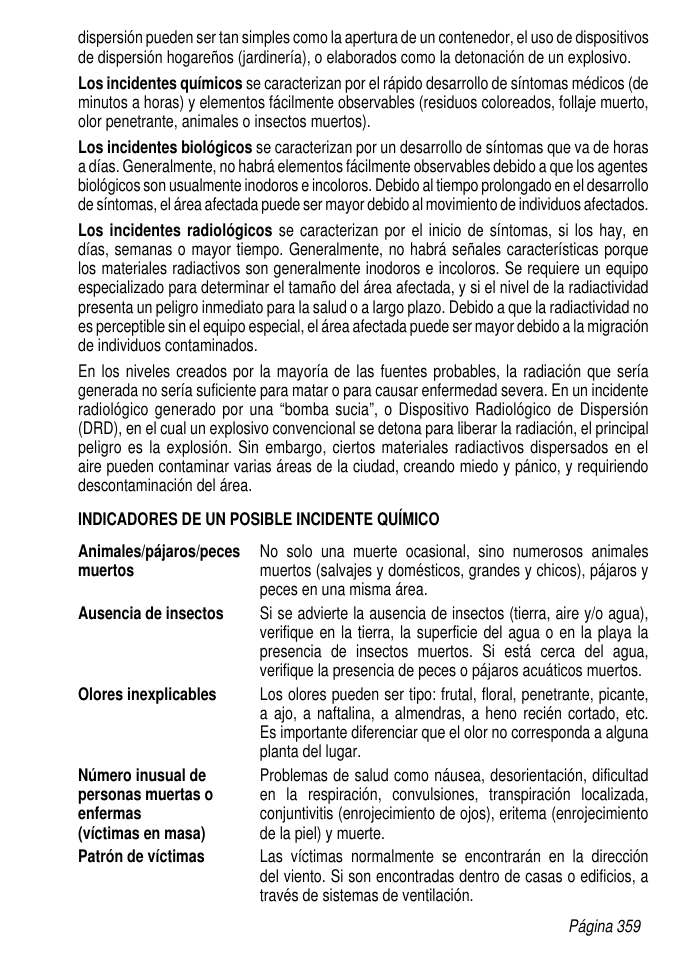 dispersión pueden ser tan simples como la apertura de un contenedor, el uso de dispositivos
de dispersión hogareños (jardinería), o elaborados como la detonación de un explosivo.
Los incidentes químicos se caracterizan por el rápido desarrollo de síntomas médicos (de
minutos a horas) y elementos fácilmente observables (residuos coloreados, follaje muerto,
olor penetrante, animales o insectos muertos).
Los incidentes biológicos se caracterizan por un desarrollo de síntomas que va de horas
a días. Generalmente, no habrá elementos fácilmente observables debido a que los agentes
biológicos son usualmente inodoros e incoloros. Debido al tiempo prolongado en el desarrollo
de síntomas, el área afectada puede ser mayor debido al movimiento de individuos afectados.
Los incidentes radiológicos se caracterizan por el inicio de síntomas, si los hay, en
días, semanas o mayor tiempo. Generalmente, no habrá señales características porque
los materiales radiactivos son generalmente inodoros e incoloros. Se requiere un equipo
especializado para determinar el tamaño del área afectada, y si el nivel de la radiactividad
presenta un peligro inmediato para la salud o a largo plazo. Debido a que la radiactividad no
es perceptible sin el equipo especial, el área afectada puede ser mayor debido a la migración
de individuos contaminados.
En los niveles creados por la mayoría de las fuentes probables, la radiación que sería
generada no sería suficiente para matar o para causar enfermedad severa. En un incidente
radiológico generado por una “bomba sucia”, o Dispositivo Radiológico de Dispersión
(DRD), en el cual un explosivo convencional se detona para liberar la radiación, el principal
peligro es la explosión. Sin embargo, ciertos materiales radiactivos dispersados en el
aire pueden contaminar varias áreas de la ciudad, creando miedo y pánico, y requiriendo
descontaminación del área.
INDICADORES DE UN POSIBLE INCIDENTE QUÍMICO
Animales/pájaros/peces No solo una muerte ocasional, sino numerosos animales
muertos muertos (salvajes y domésticos, grandes y chicos), pájaros y
peces en una misma área.
Ausencia de insectos Si se advierte la ausencia de insectos (tierra, aire y/o agua),
verifique en la tierra, la superficie del agua o en la playa la
presencia de insectos muertos. Si está cerca del agua,
verifique la presencia de peces o pájaros acuáticos muertos.
Olores inexplicables Los olores pueden ser tipo: frutal, floral, penetrante, picante,
a ajo, a naftalina, a almendras, a heno recién cortado, etc.
Es importante diferenciar que el olor no corresponda a alguna
planta del lugar.
Número inusual de Problemas de salud como náusea, desorientación, dificultad
personas muertas o en la respiración, convulsiones, transpiración localizada,
enfermas conjuntivitis (enrojecimiento de ojos), eritema (enrojecimiento
(víctimas en masa) de la piel) y muerte.
Patrón de víctimas Las víctimas normalmente se encontrarán en la dirección
del viento. Si son encontradas dentro de casas o edificios, a
través de sistemas de ventilación.
Página 359